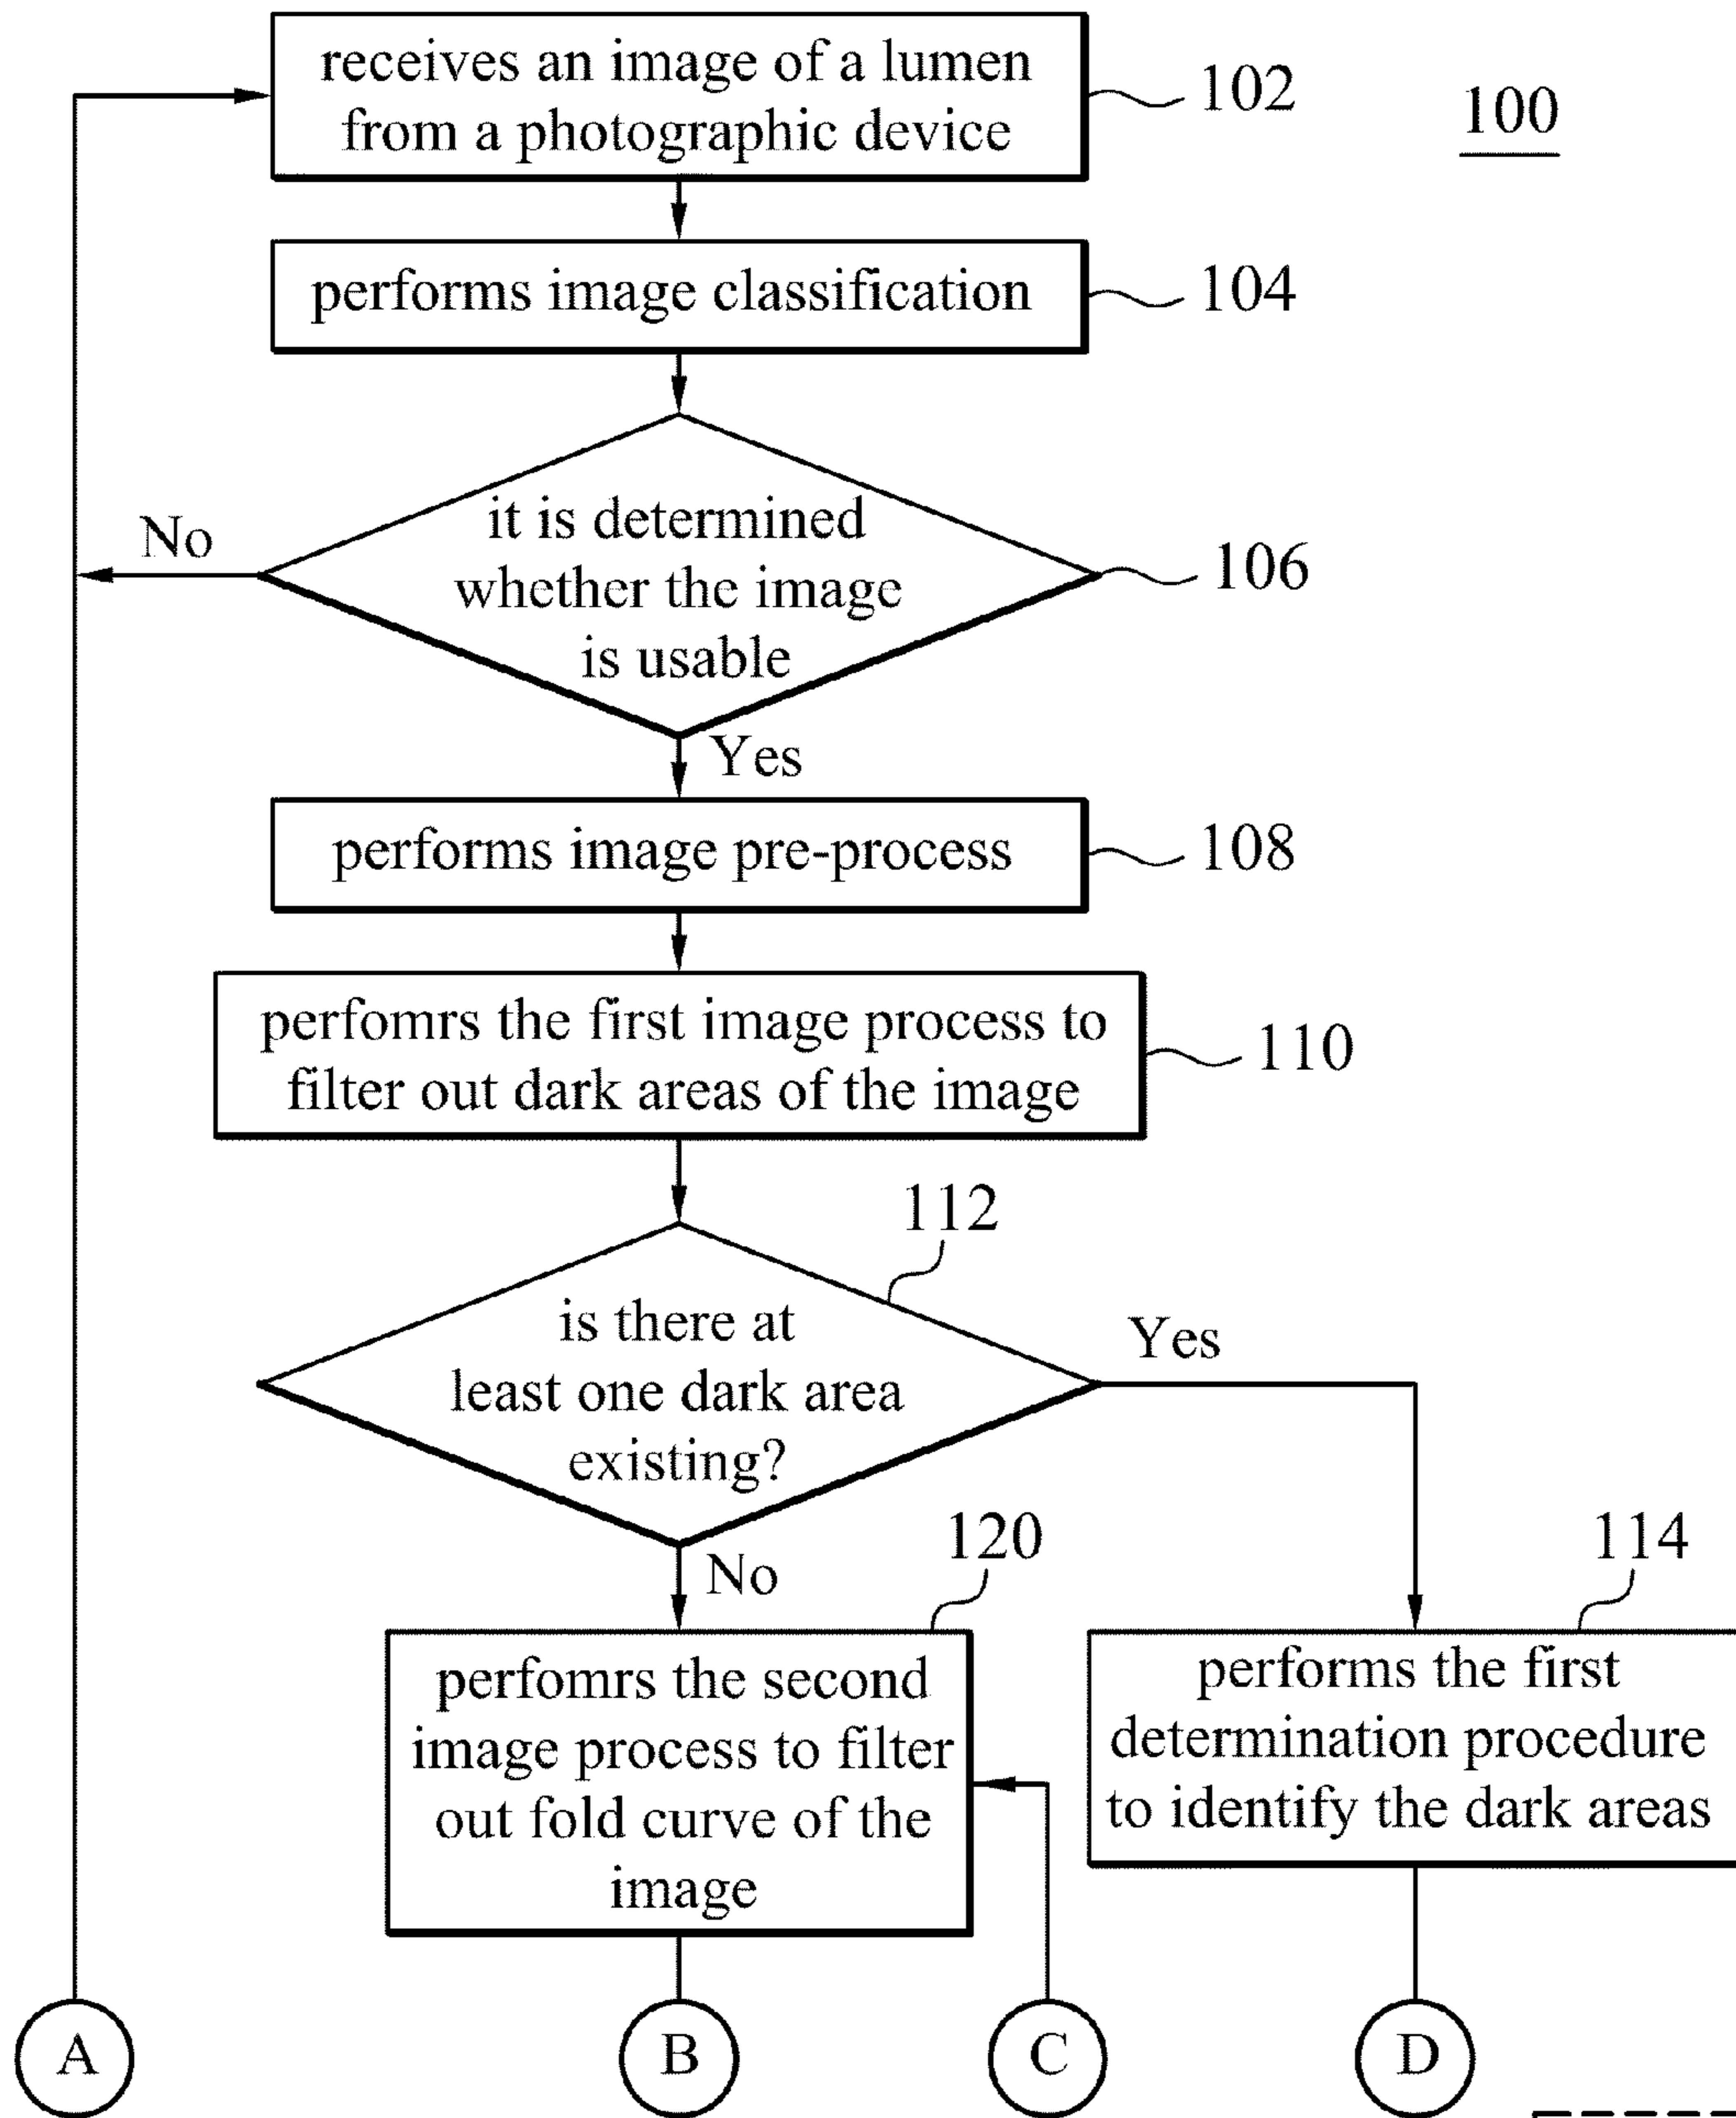 receives an image of a lumen
from a photographic device
102
100
performs image classification
104
it is determined
whether the image
is usable
106
No
Yes
performs image pre-process
108
perfomrs the first image process to
filter out dark areas of the image
110
112
is there at
least one dark area
existing?
Yes
No
120
114
perfomrs the second
image process to filter
out fold curve of the
image
performs the first
determination procedure
to identify the dark areas
A
B
C
D